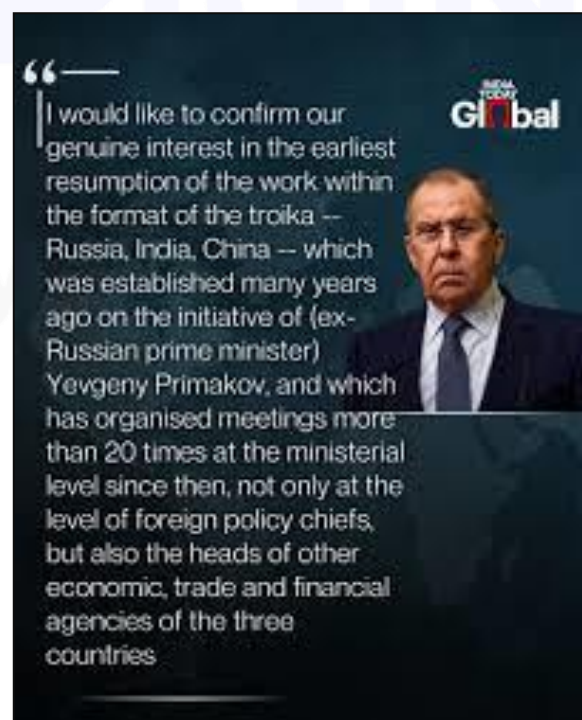 INDIA
TODAY
Global
I would like to confirm our
genuine interest in the earliest
resumption of the work within
the format of the troika --
Russia, India, China -- which
was established many years
ago on the initiative of (ex-
Russian prime minister)
Yevgeny Primakov, and which
has organised meetings more
than 20 times at the ministerial
level since then, not only at the
level of foreign policy chiefs,
but also the heads of other
economic, trade and financial
agencies of the three
countries